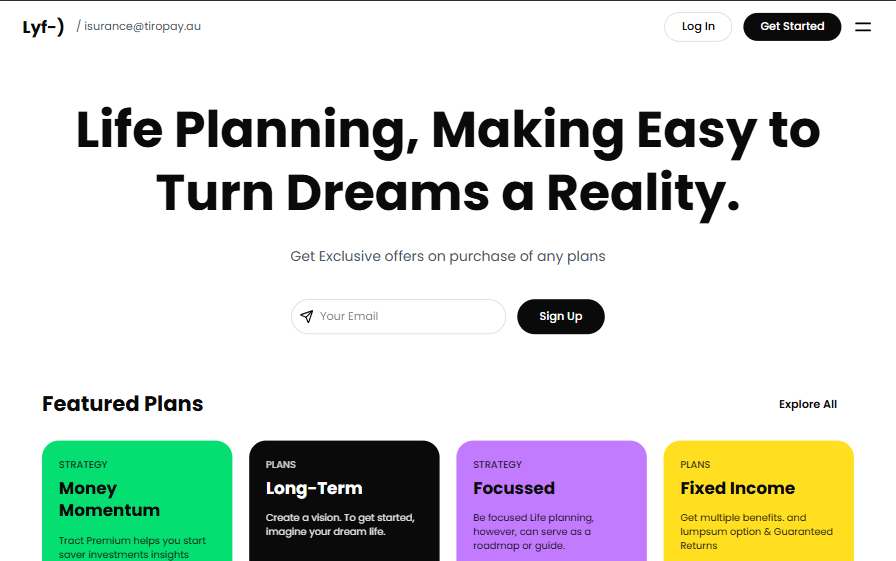 Lyf-) / isurance@tiropay.au Log In Get Started
Life Planning, Making Easy to
Turn Dreams a Reality.
Get Exclusive offers on purchase of any plans
Your Email Sign Up
Featured Plans Explore All
STRATEGY
Money
Momentum
Tract Premium helps you start
saver investments insights
PLANS
Long-Term
Create a vision. To get started,
imagine your dream life.
STRATEGY
Focussed
Be focused Life planning,
however, can serve as a
roadmap or guide.
PLANS
Fixed Income
Get multiple benefits. and
lumpsum option & Guaranteed
Returns